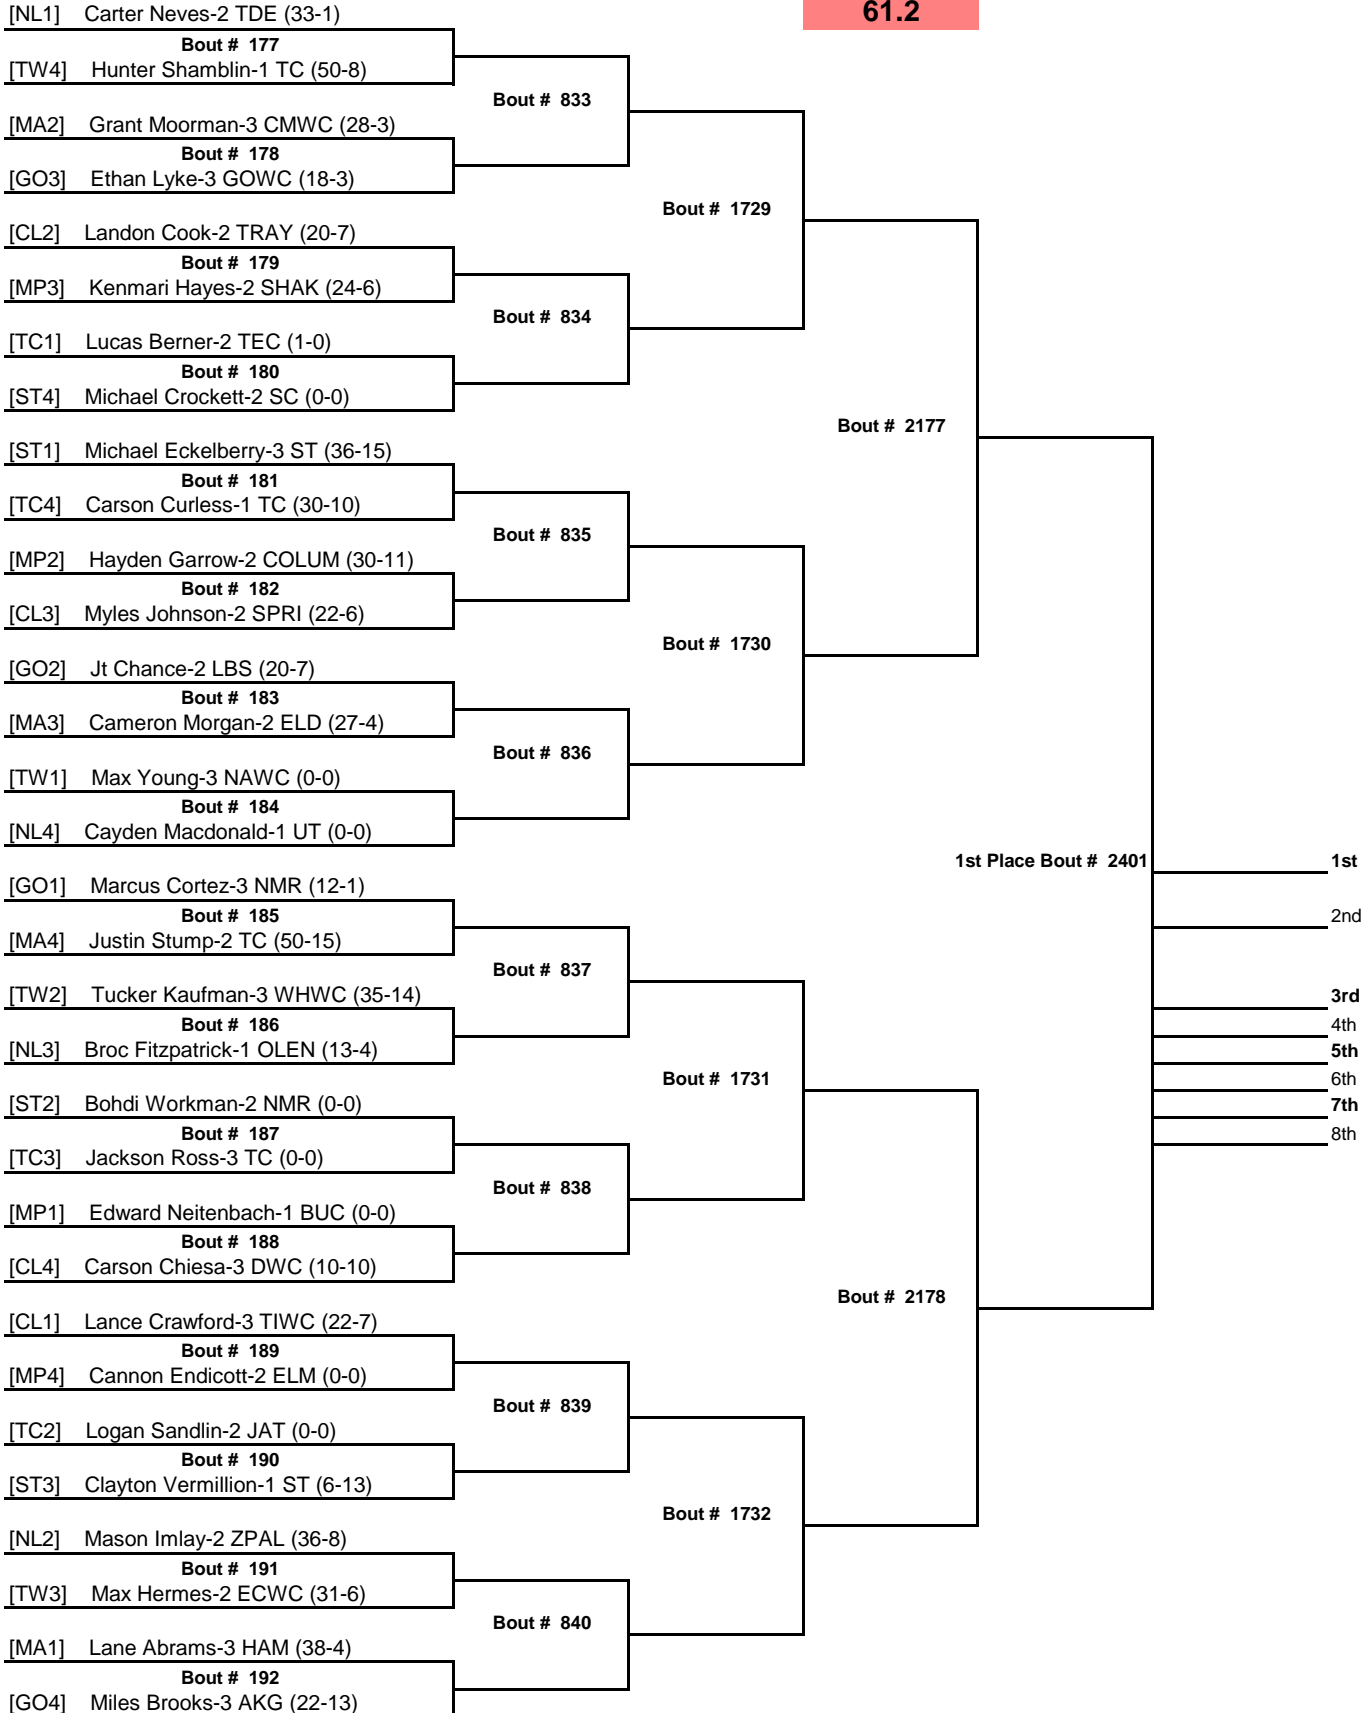 [NL1] Carter Neves-2 TDE (33-1)
61.2
Bout # 177
[TW4] Hunter Shamblin-1 TC (50-8)
Bout # 833
[MA2] Grant Moorman-3 CMWC (28-3)
Bout # 178
[GO3] Ethan Lyke-3 GOWC (18-3)
Bout # 1729
[CL2] Landon Cook-2 TRAY (20-7)
Bout # 179
[MP3] Kenmari Hayes-2 SHAK (24-6)
Bout # 834
[TC1] Lucas Berner-2 TEC (1-0)
Bout # 180
[ST4] Michael Crockett-2 SC (0-0)
Bout # 2177
[ST1] Michael Eckelberry-3 ST (36-15)
Bout # 181
[TC4] Carson Curless-1 TC (30-10)
Bout # 835
[MP2] Hayden Garrow-2 COLUM (30-11)
Bout # 182
[CL3] Myles Johnson-2 SPRI (22-6)
Bout # 1730
[GO2] Jt Chance-2 LBS (20-7)
Bout # 183
[MA3] Cameron Morgan-2 ELD (27-4)
Bout # 836
[TW1] Max Young-3 NAWC (0-0)
Bout # 184
[NL4] Cayden Macdonald-1 UT (0-0)
1st Place Bout # 2401
1st
[GO1] Marcus Cortez-3 NMR (12-1)
Bout # 185
2nd
[MA4] Justin Stump-2 TC (50-15)
Bout # 837
[TW2] Tucker Kaufman-3 WHWC (35-14)
3rd
Bout # 186
4th
[NL3] Broc Fitzpatrick-1 OLEN (13-4)
5th
Bout # 1731
6th
[ST2] Bohdi Workman-2 NMR (0-0)
7th
Bout # 187
8th
[TC3] Jackson Ross-3 TC (0-0)
Bout # 838
[MP1] Edward Neitenbach-1 BUC (0-0)
Bout # 188
[CL4] Carson Chiesa-3 DWC (10-10)
Bout # 2178
[CL1] Lance Crawford-3 TIWC (22-7)
Bout # 189
[MP4] Cannon Endicott-2 ELM (0-0)
Bout # 839
[TC2] Logan Sandlin-2 JAT (0-0)
Bout # 190
[ST3] Clayton Vermillion-1 ST (6-13)
Bout # 1732
[NL2] Mason Imlay-2 ZPAL (36-8)
Bout # 191
[TW3] Max Hermes-2 ECWC (31-6)
Bout # 840
[MA1] Lane Abrams-3 HAM (38-4)
Bout # 192
[GO4] Miles Brooks-3 AKG (22-13)